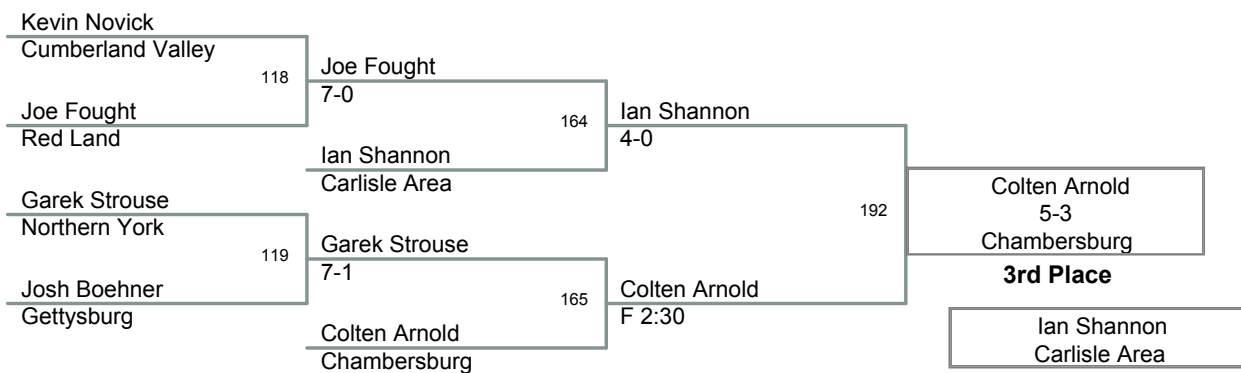 Kevin Novick
Cumberland Valley
118
Joe Fought
7-0
Joe Fought
Red Land
164
Ian Shannon
4-0
Ian Shannon
Carlisle Area
Garek Strouse
Northern York
192
Colten Arnold
5-3
Chambersburg
119
Garek Strouse
7-1
3rd Place
Josh Boehner
Gettysburg
165
Colten Arnold
F 2:30
Colten Arnold
Chambersburg
Ian Shannon
Carlisle Area